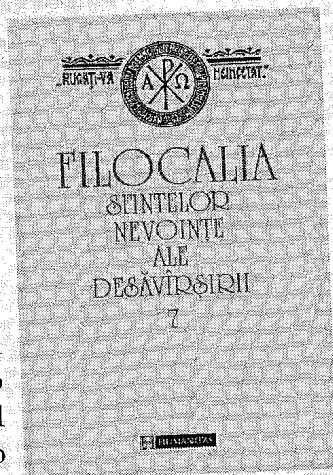 „RUGAȚI-VĂ NEÎNCETAT.”
A Ω
FILOCALIA
SFINTELOR
NEVOINȚE
ALE
DESĂVÎRȘIRII
7
HUMANITAS